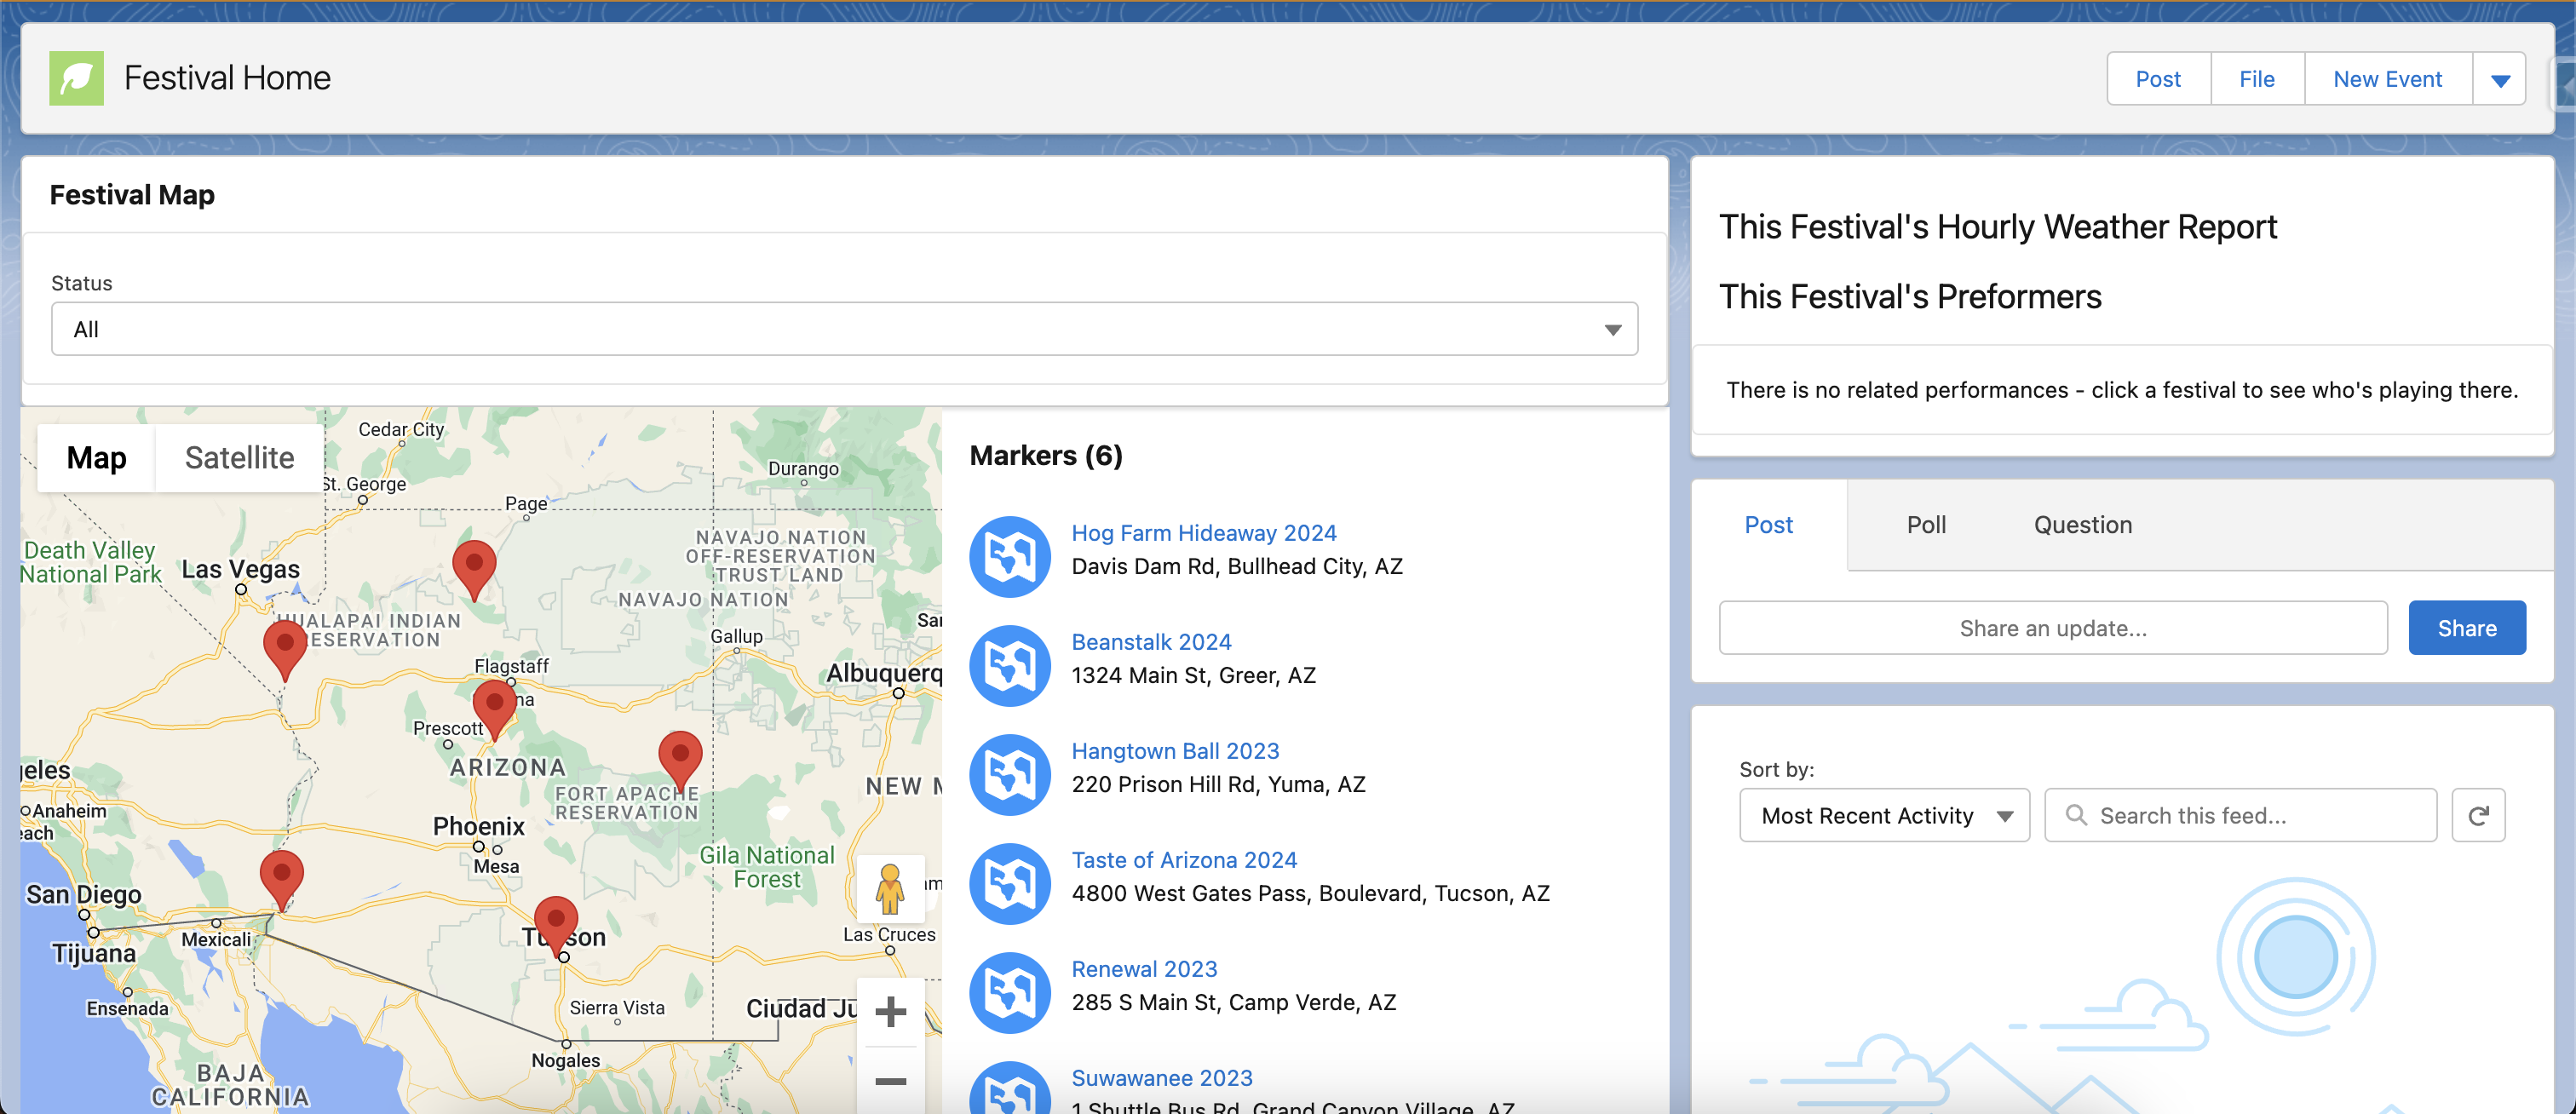 Festival Home
Post
File
New Event
Festival Map
Status
All
Map
Satellite
Cedar City
St. George
Page
Durango
NAVAJO NATION
OFF-RESERVATION
TRUST LAND
Death Valley
National Park
Las Vegas
NAVAJO NATION
HUALAPAI INDIAN
RESERVATION
Gallup
Flagstaff
Albuquerq
Prescott
ARIZONA
NEW M
FORT APACHE
RESERVATION
Anaheim
Phoenix
Mesa
Gila National
Forest
San Diego
Mexicali
Tijuana
Tucson
Las Cruces
Ensenada
Sierra Vista
Ciudad Ju
Nogales
BAJA
CALIFORNIA
Markers (6)
Hog Farm Hideaway 2024
Davis Dam Rd, Bullhead City, AZ
Beanstalk 2024
1324 Main St, Greer, AZ
Hangtown Ball 2023
220 Prison Hill Rd, Yuma, AZ
Taste of Arizona 2024
4800 West Gates Pass, Boulevard, Tucson, AZ
Renewal 2023
285 S Main St, Camp Verde, AZ
Suwawanee 2023
1 Shuttle Bus Rd, Grand Canyon Village, AZ
This Festival's Hourly Weather Report
This Festival's Preformers
There is no related performances - click a festival to see who's playing there.
Post
Poll
Question
Share an update...
Share
Sort by:
Most Recent Activity
Search this feed...